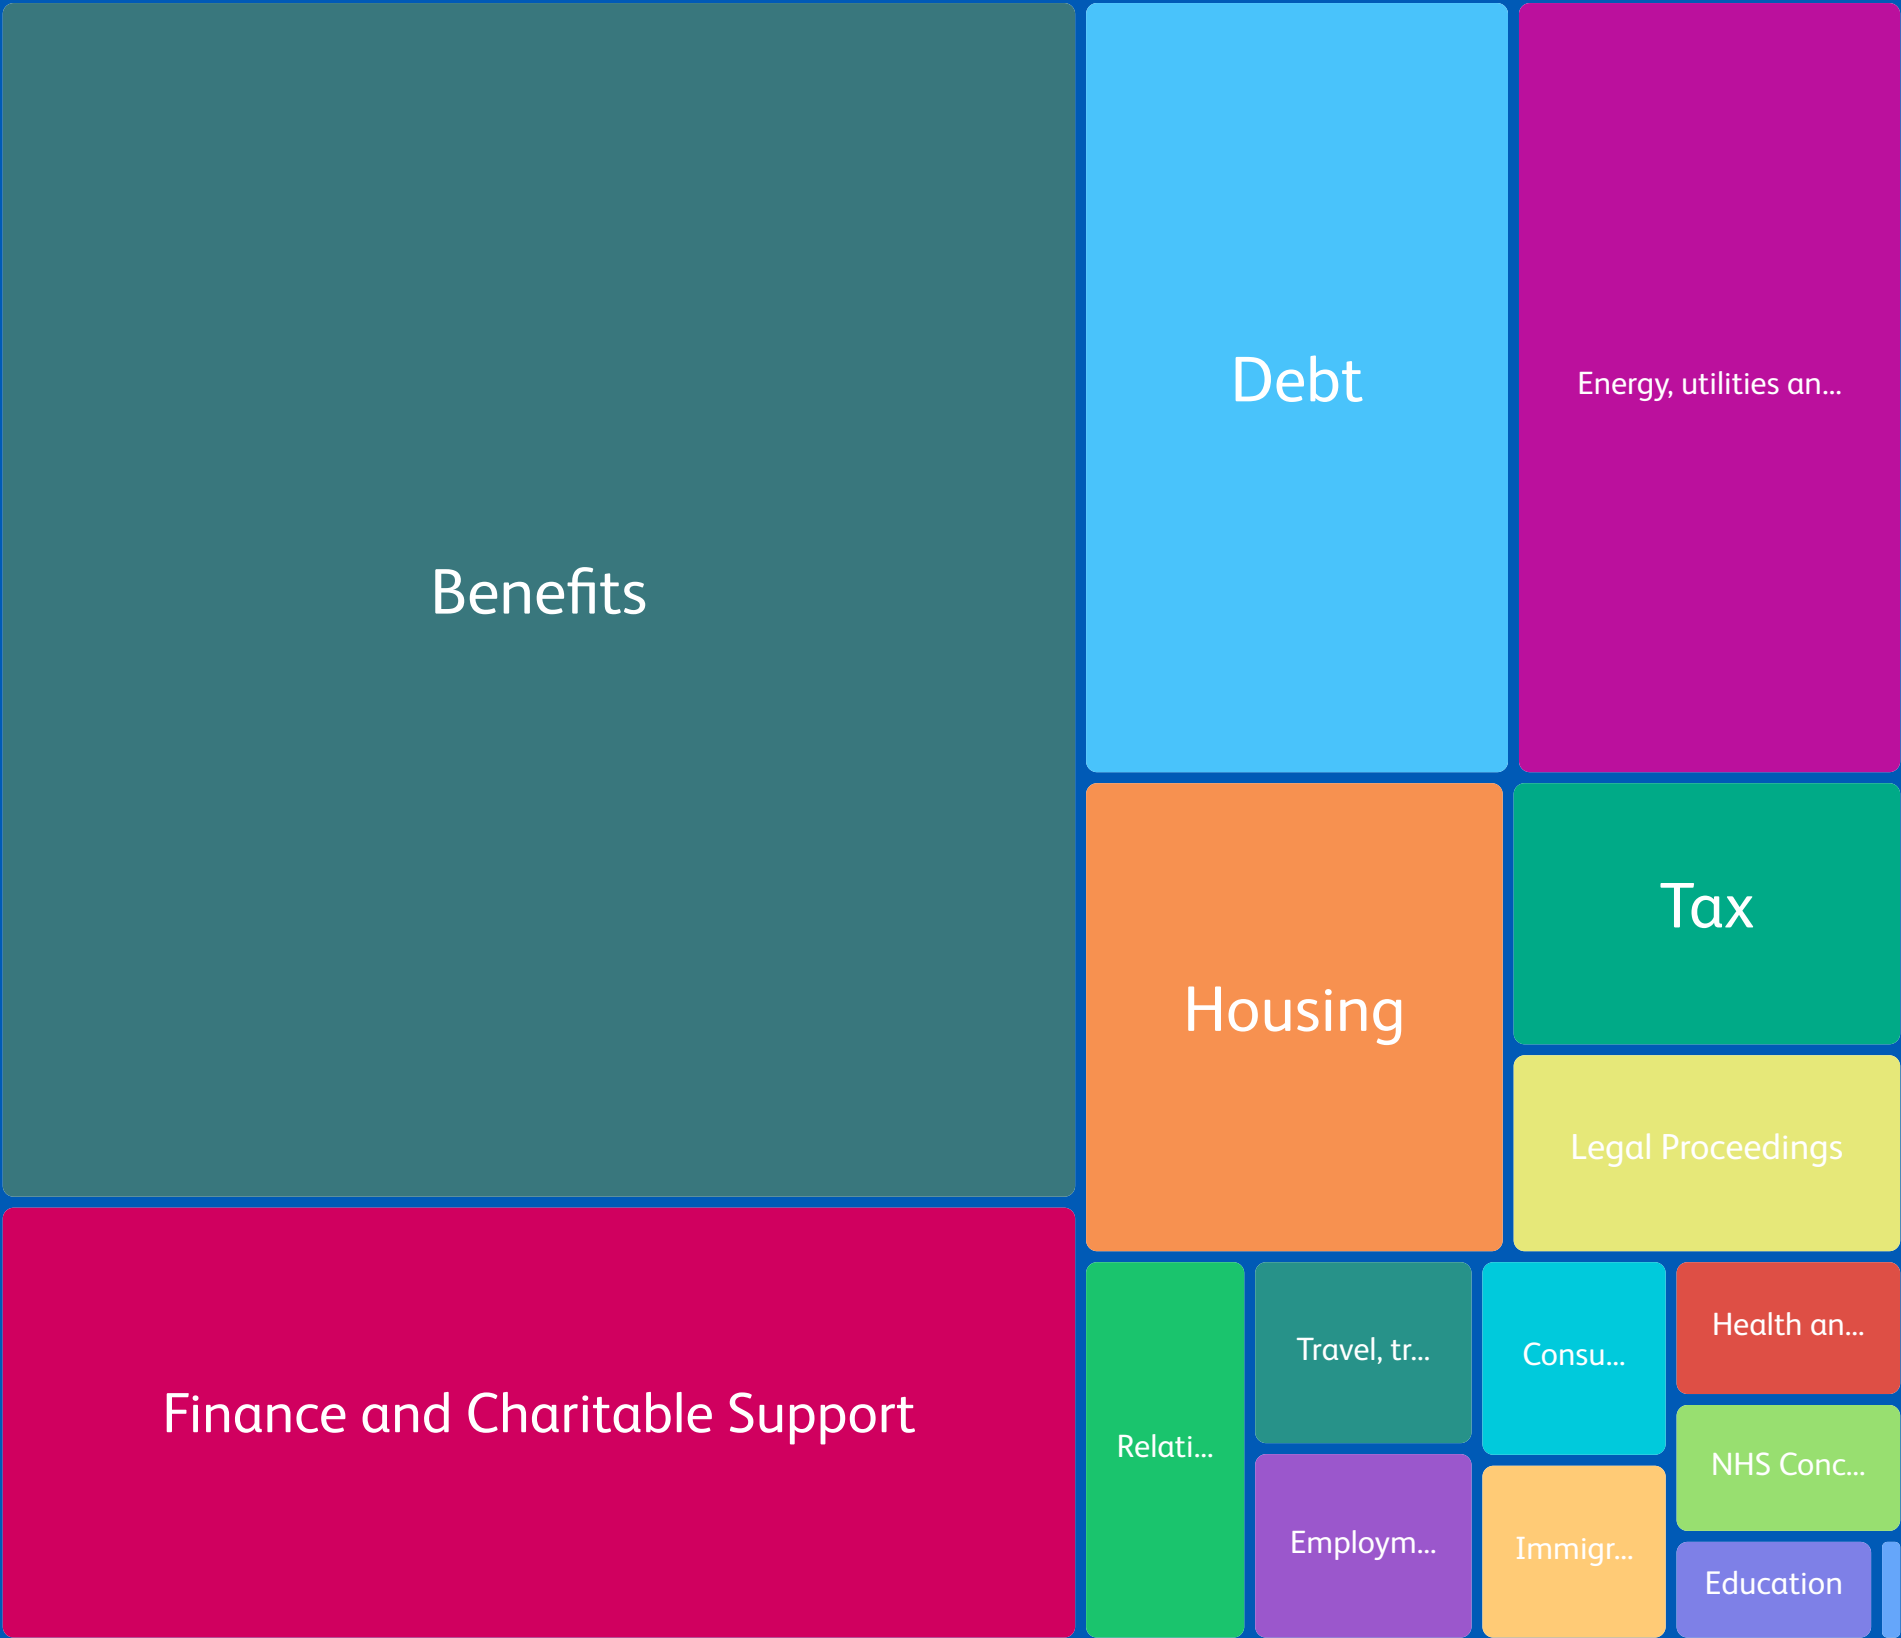 Benefits
Finance and Charitable Support
Debt
Energy, utilities an...
Housing
Tax
Legal Proceedings
Relati...
Travel, tr...
Employm...
Consu...
Immigr...
Health an...
NHS Conc...
Education